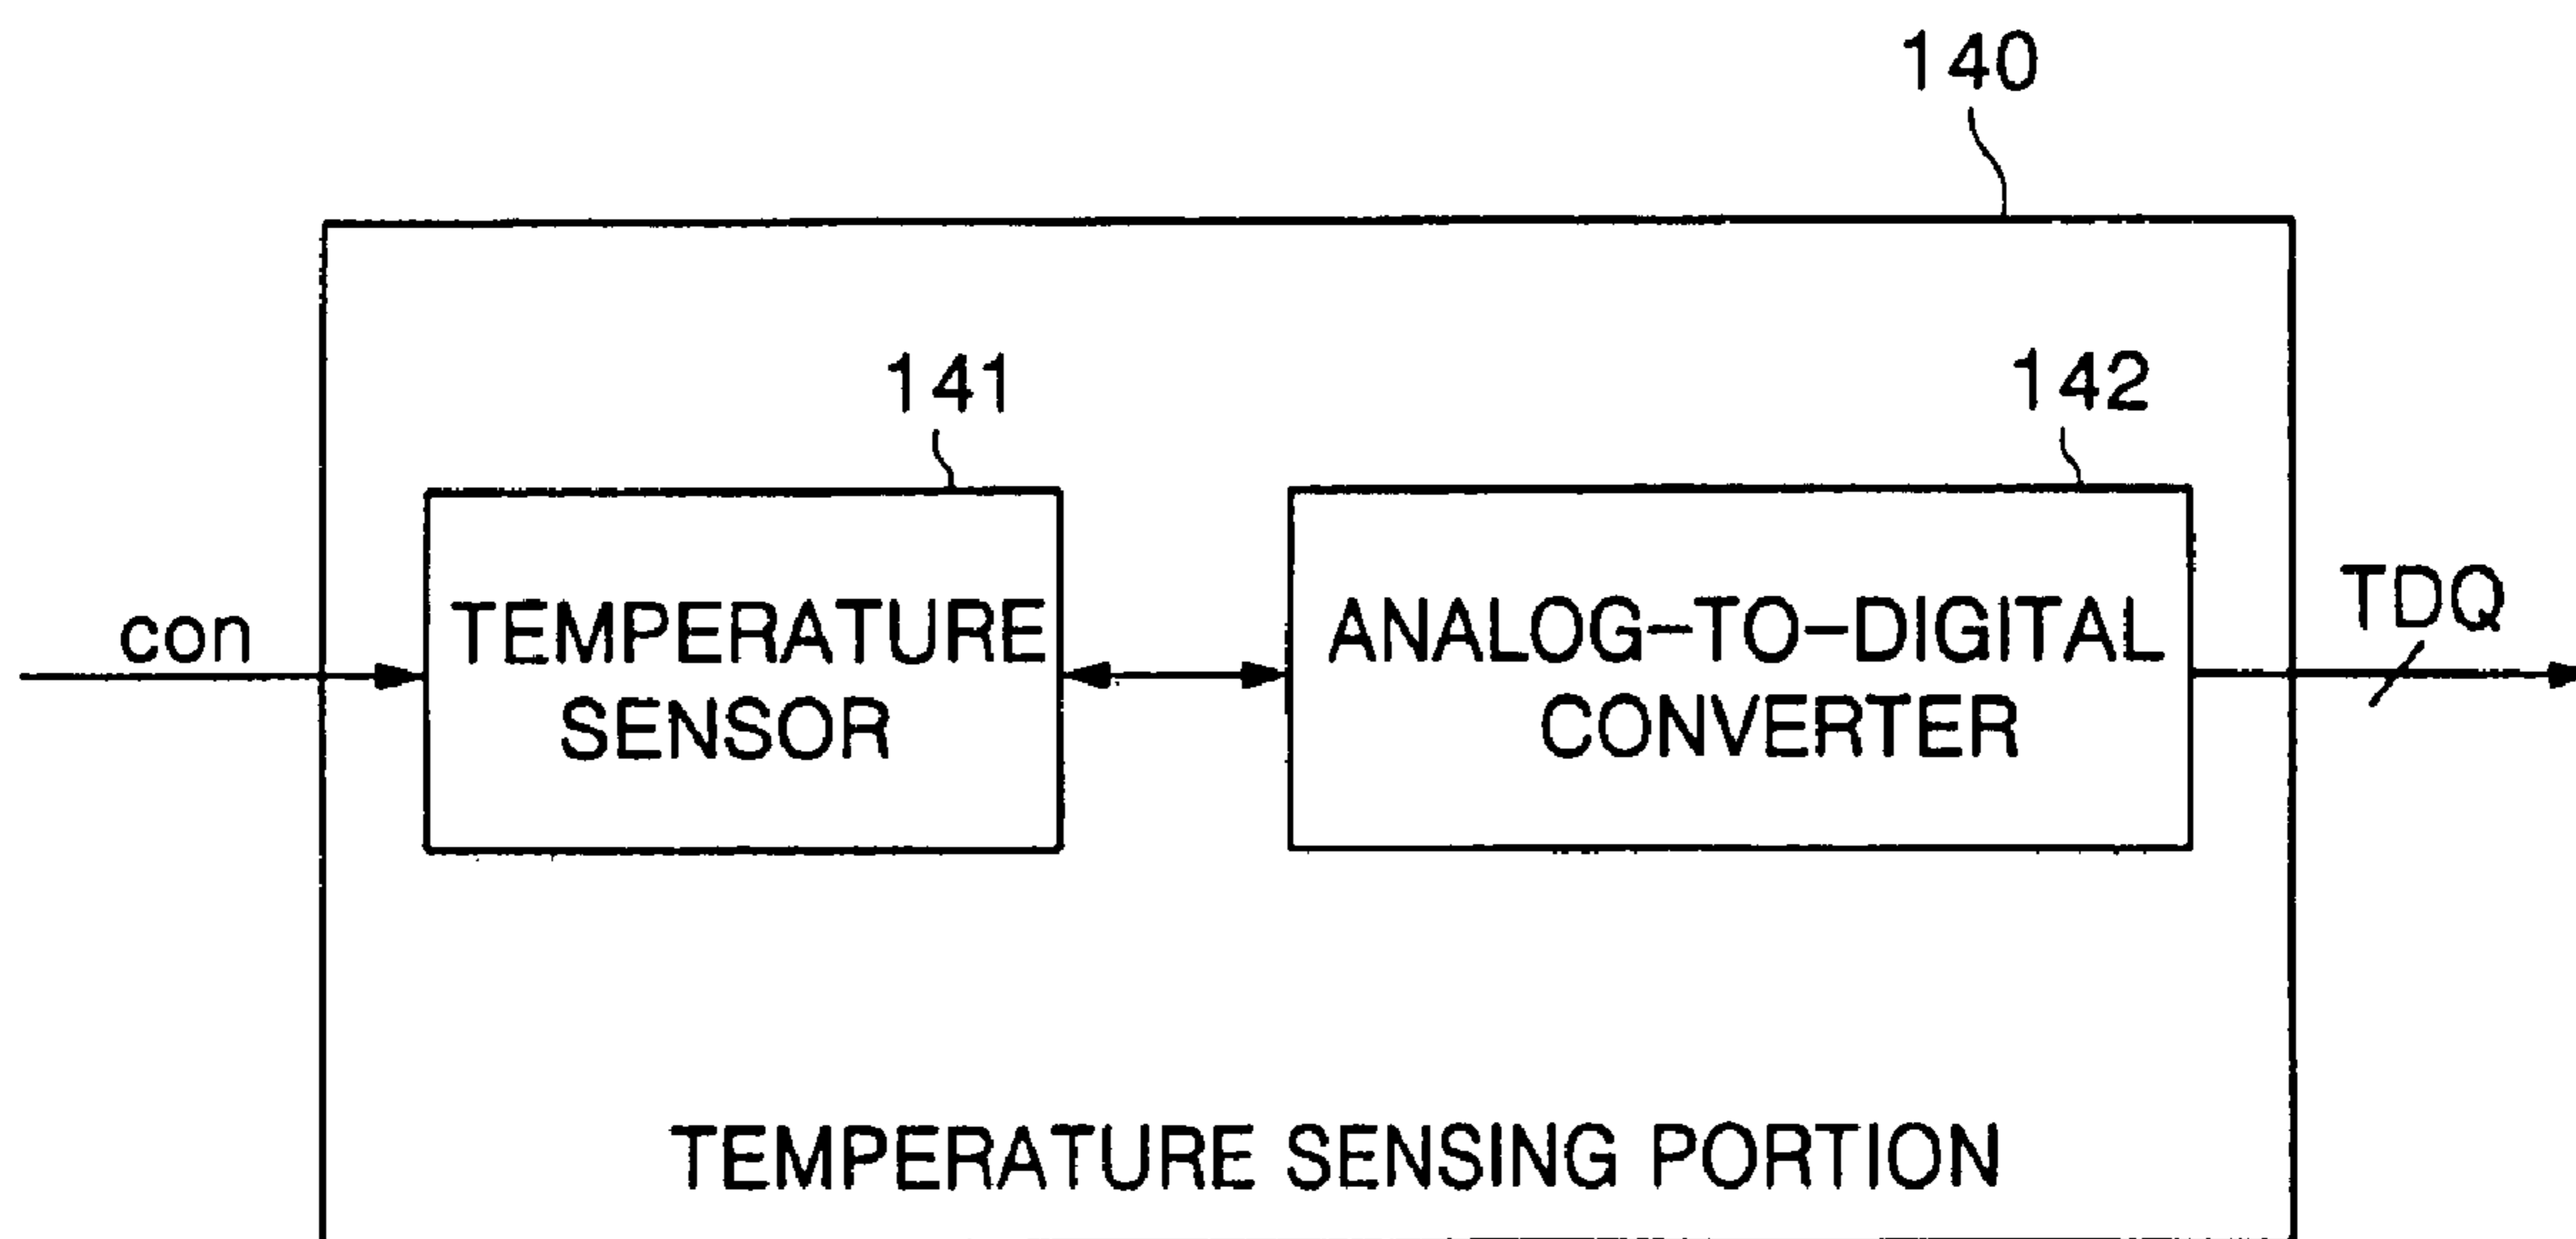 140
141
142
con
TEMPERATURE
SENSOR
ANALOG-TO-DIGITAL
CONVERTER
TDQ
TEMPERATURE SENSING PORTION